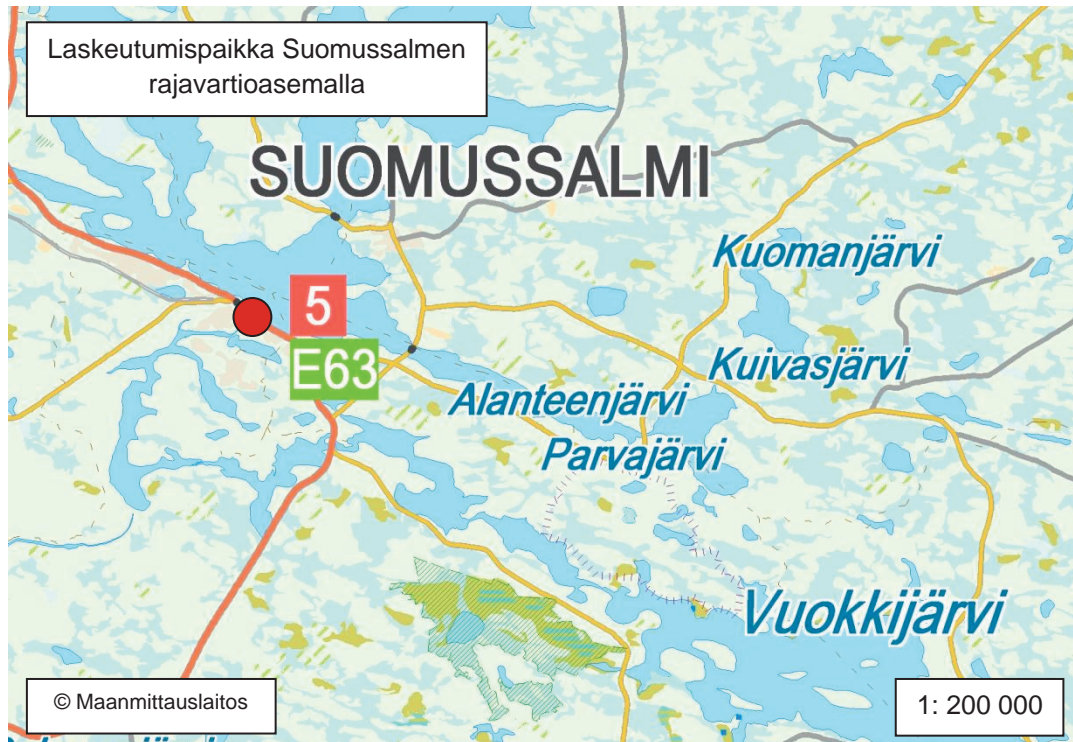 Laskeutumispaikka Suomussalmen
rajavartioasemalla
SUOMUSSALMI
Kuomanjärvi
5
E63
Kuivasjärvi
Alanteenjärvi
Parvajärvi
Vuokkijärvi
© Maanmittauslaitos
1: 200 000